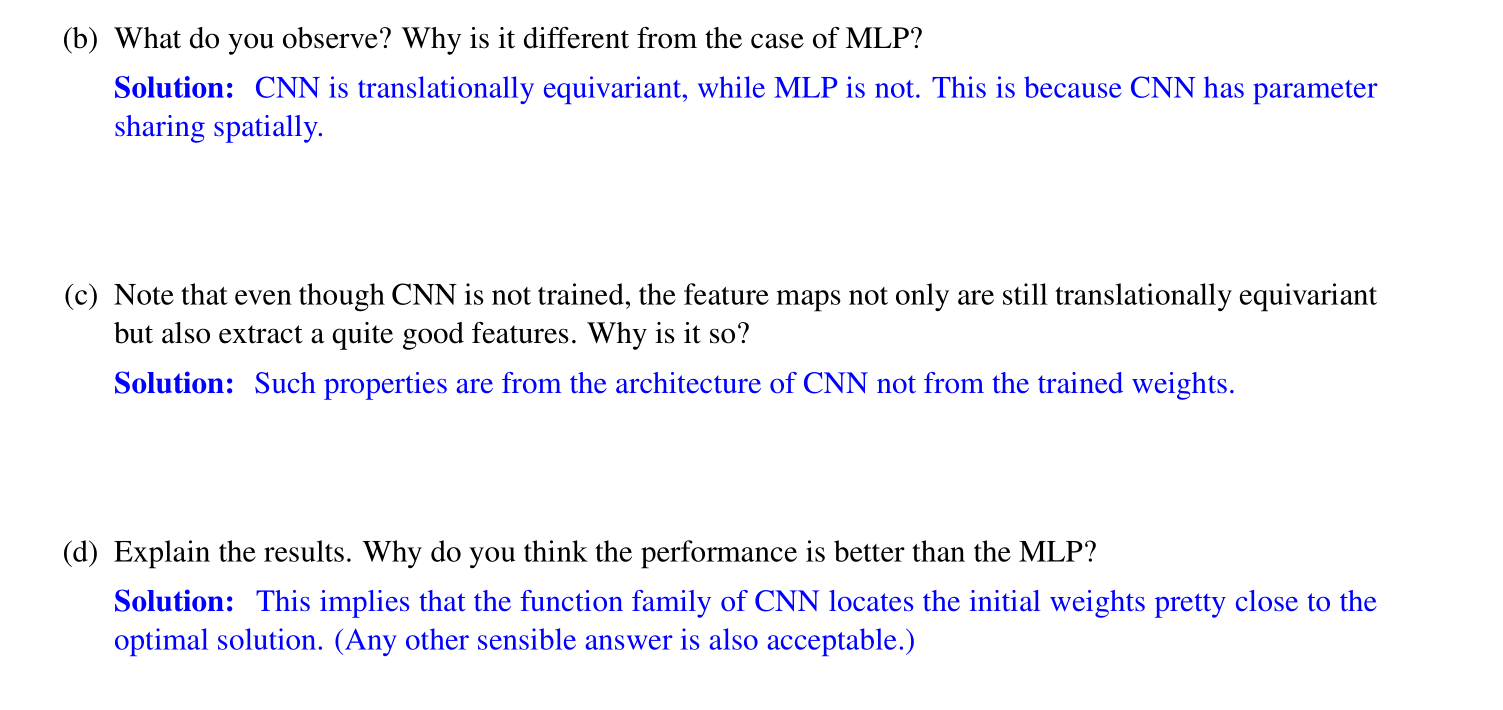 (b) What do you observe? Why is it different from the case of MLP?
Solution: CNN is translationally equivariant, while MLP is not. This is because CNN has parameter
sharing spatially.
(c) Note that even though CNN is not trained, the feature maps not only are still translationally equivariant
but also extract a quite good features. Why is it so?
Solution: Such properties are from the architecture of CNN not from the trained weights.
(d) Explain the results. Why do you think the performance is better than the MLP?
Solution: This implies that the function family of CNN locates the initial weights pretty close to the
optimal solution. (Any other sensible answer is also acceptable.)